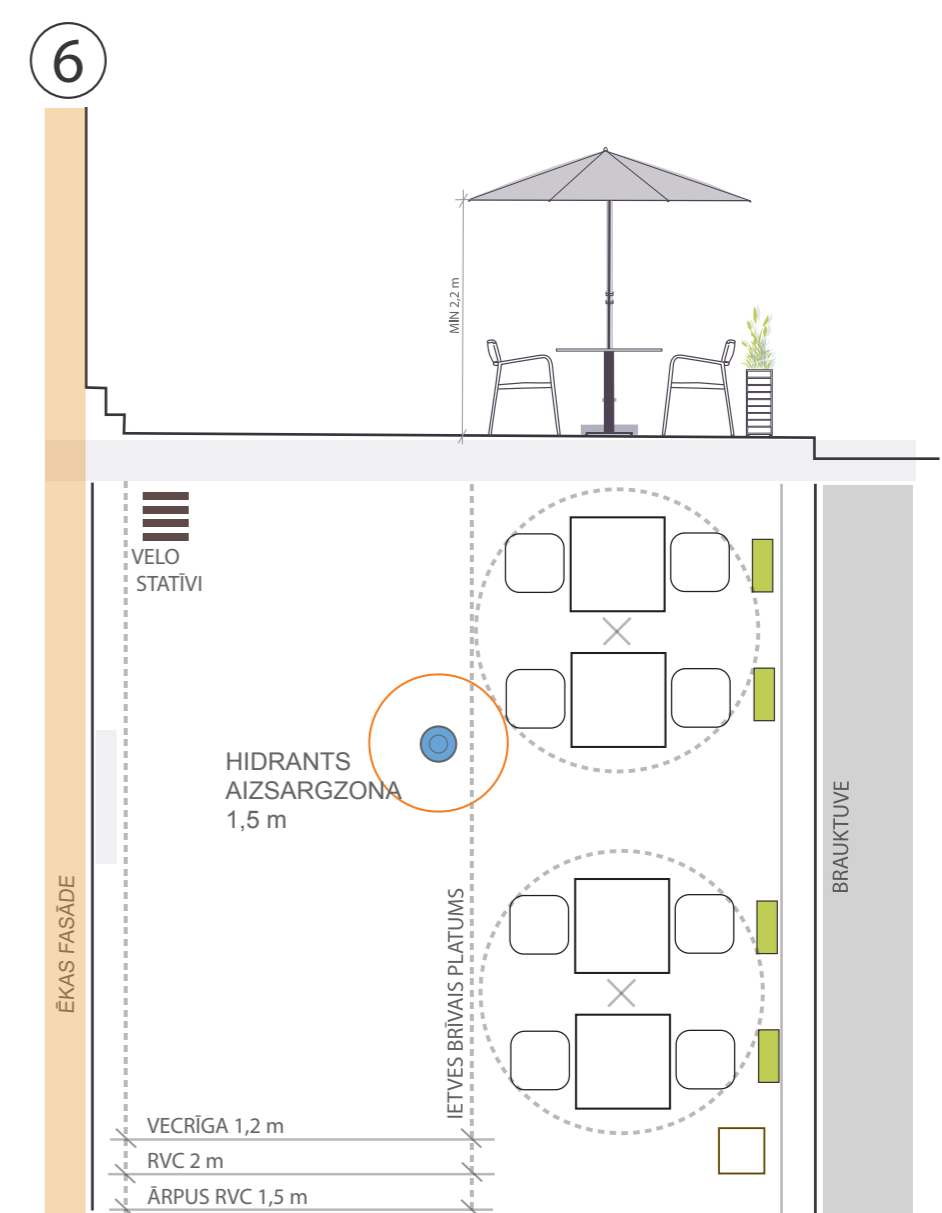 6
MIN 2,2 m
VELO
STATĪVI
HIDRANTS
AIZSARGZONA
1,5 m
ĒKAS FASĀDE
IETVES BRĪVAIS PLATUMS
BRAUKTUVE
VECRĪGA 1,2 m
RVC 2 m
ĀRPUS RVC 1,5 m